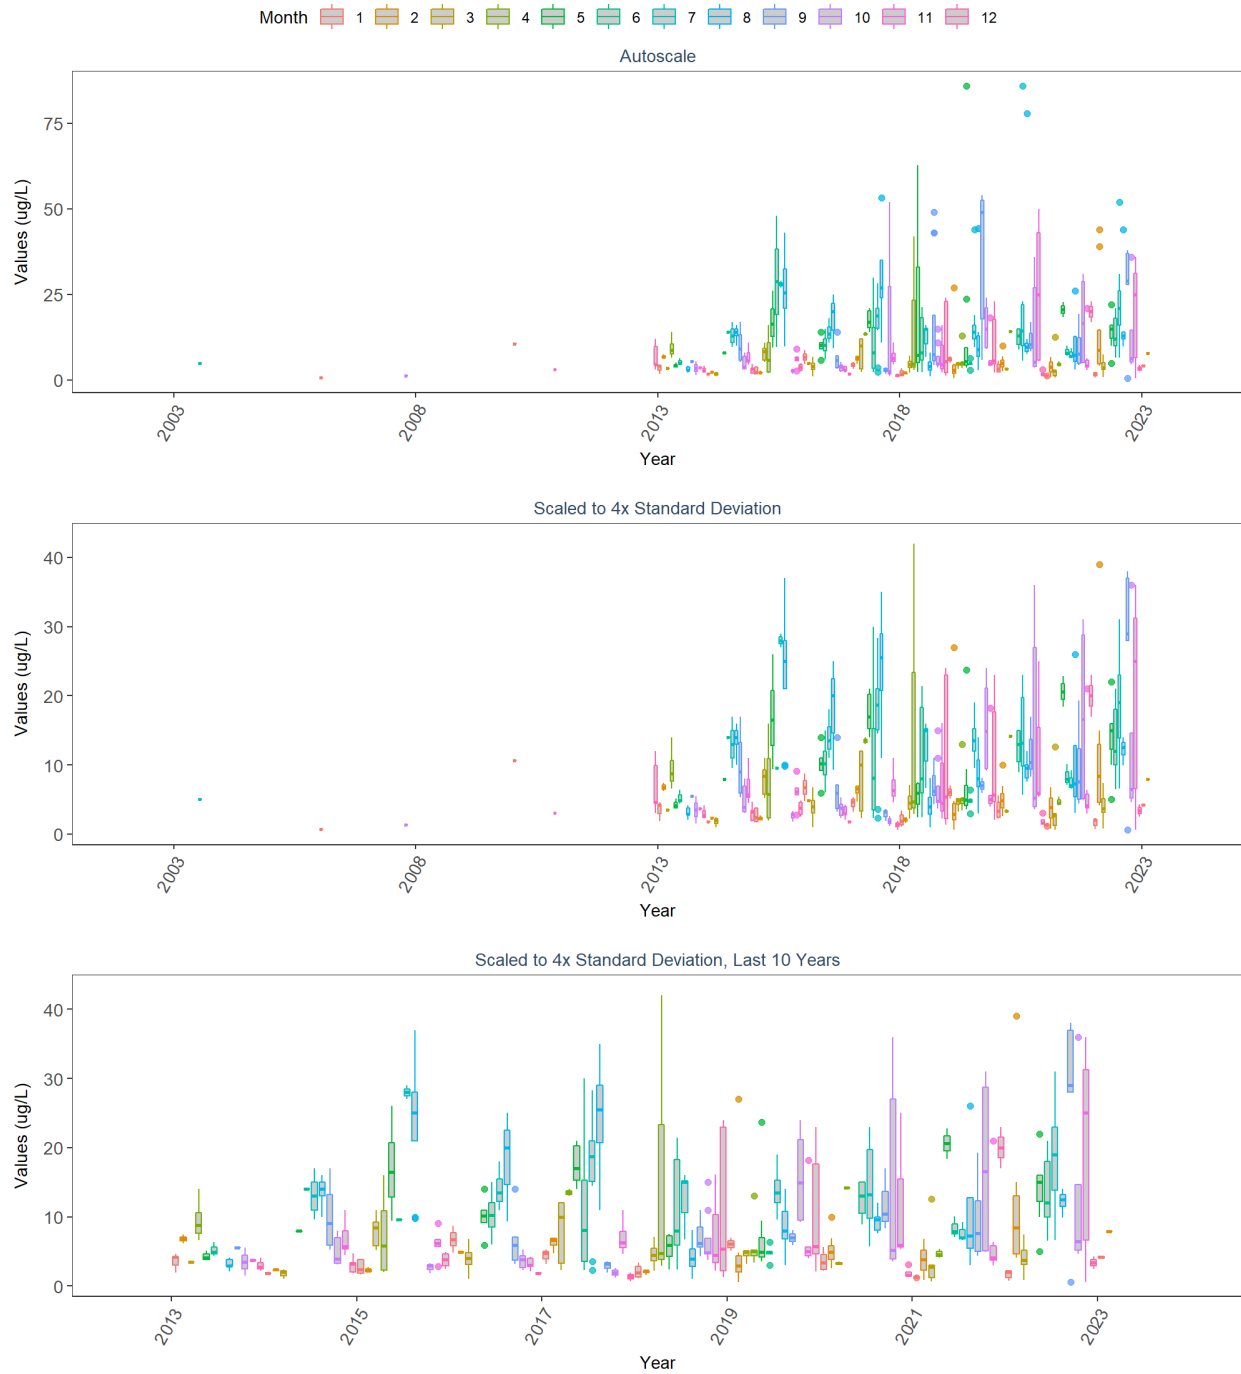 Month 1 2 3 4 5 6 7 8 9 10 11 12
Autoscale
Values (ug/L)
75
50
25
0
2003 2008 2013 2018 2023
Year
Scaled to 4x Standard Deviation
Values (ug/L)
40
30
20
10
0
2003 2008 2013 2018 2023
Year
Scaled to 4x Standard Deviation, Last 10 Years
Values (ug/L)
40
30
20
10
0
2013 2015 2017 2019 2021 2023
Year